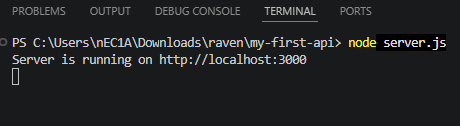 PROBLEMS OUTPUT DEBUG CONSOLE TERMINAL PORTS
PS C:\Users\nEC1A\Downloads\raven\my-first-api> node server.js
Server is running on http://localhost:3000